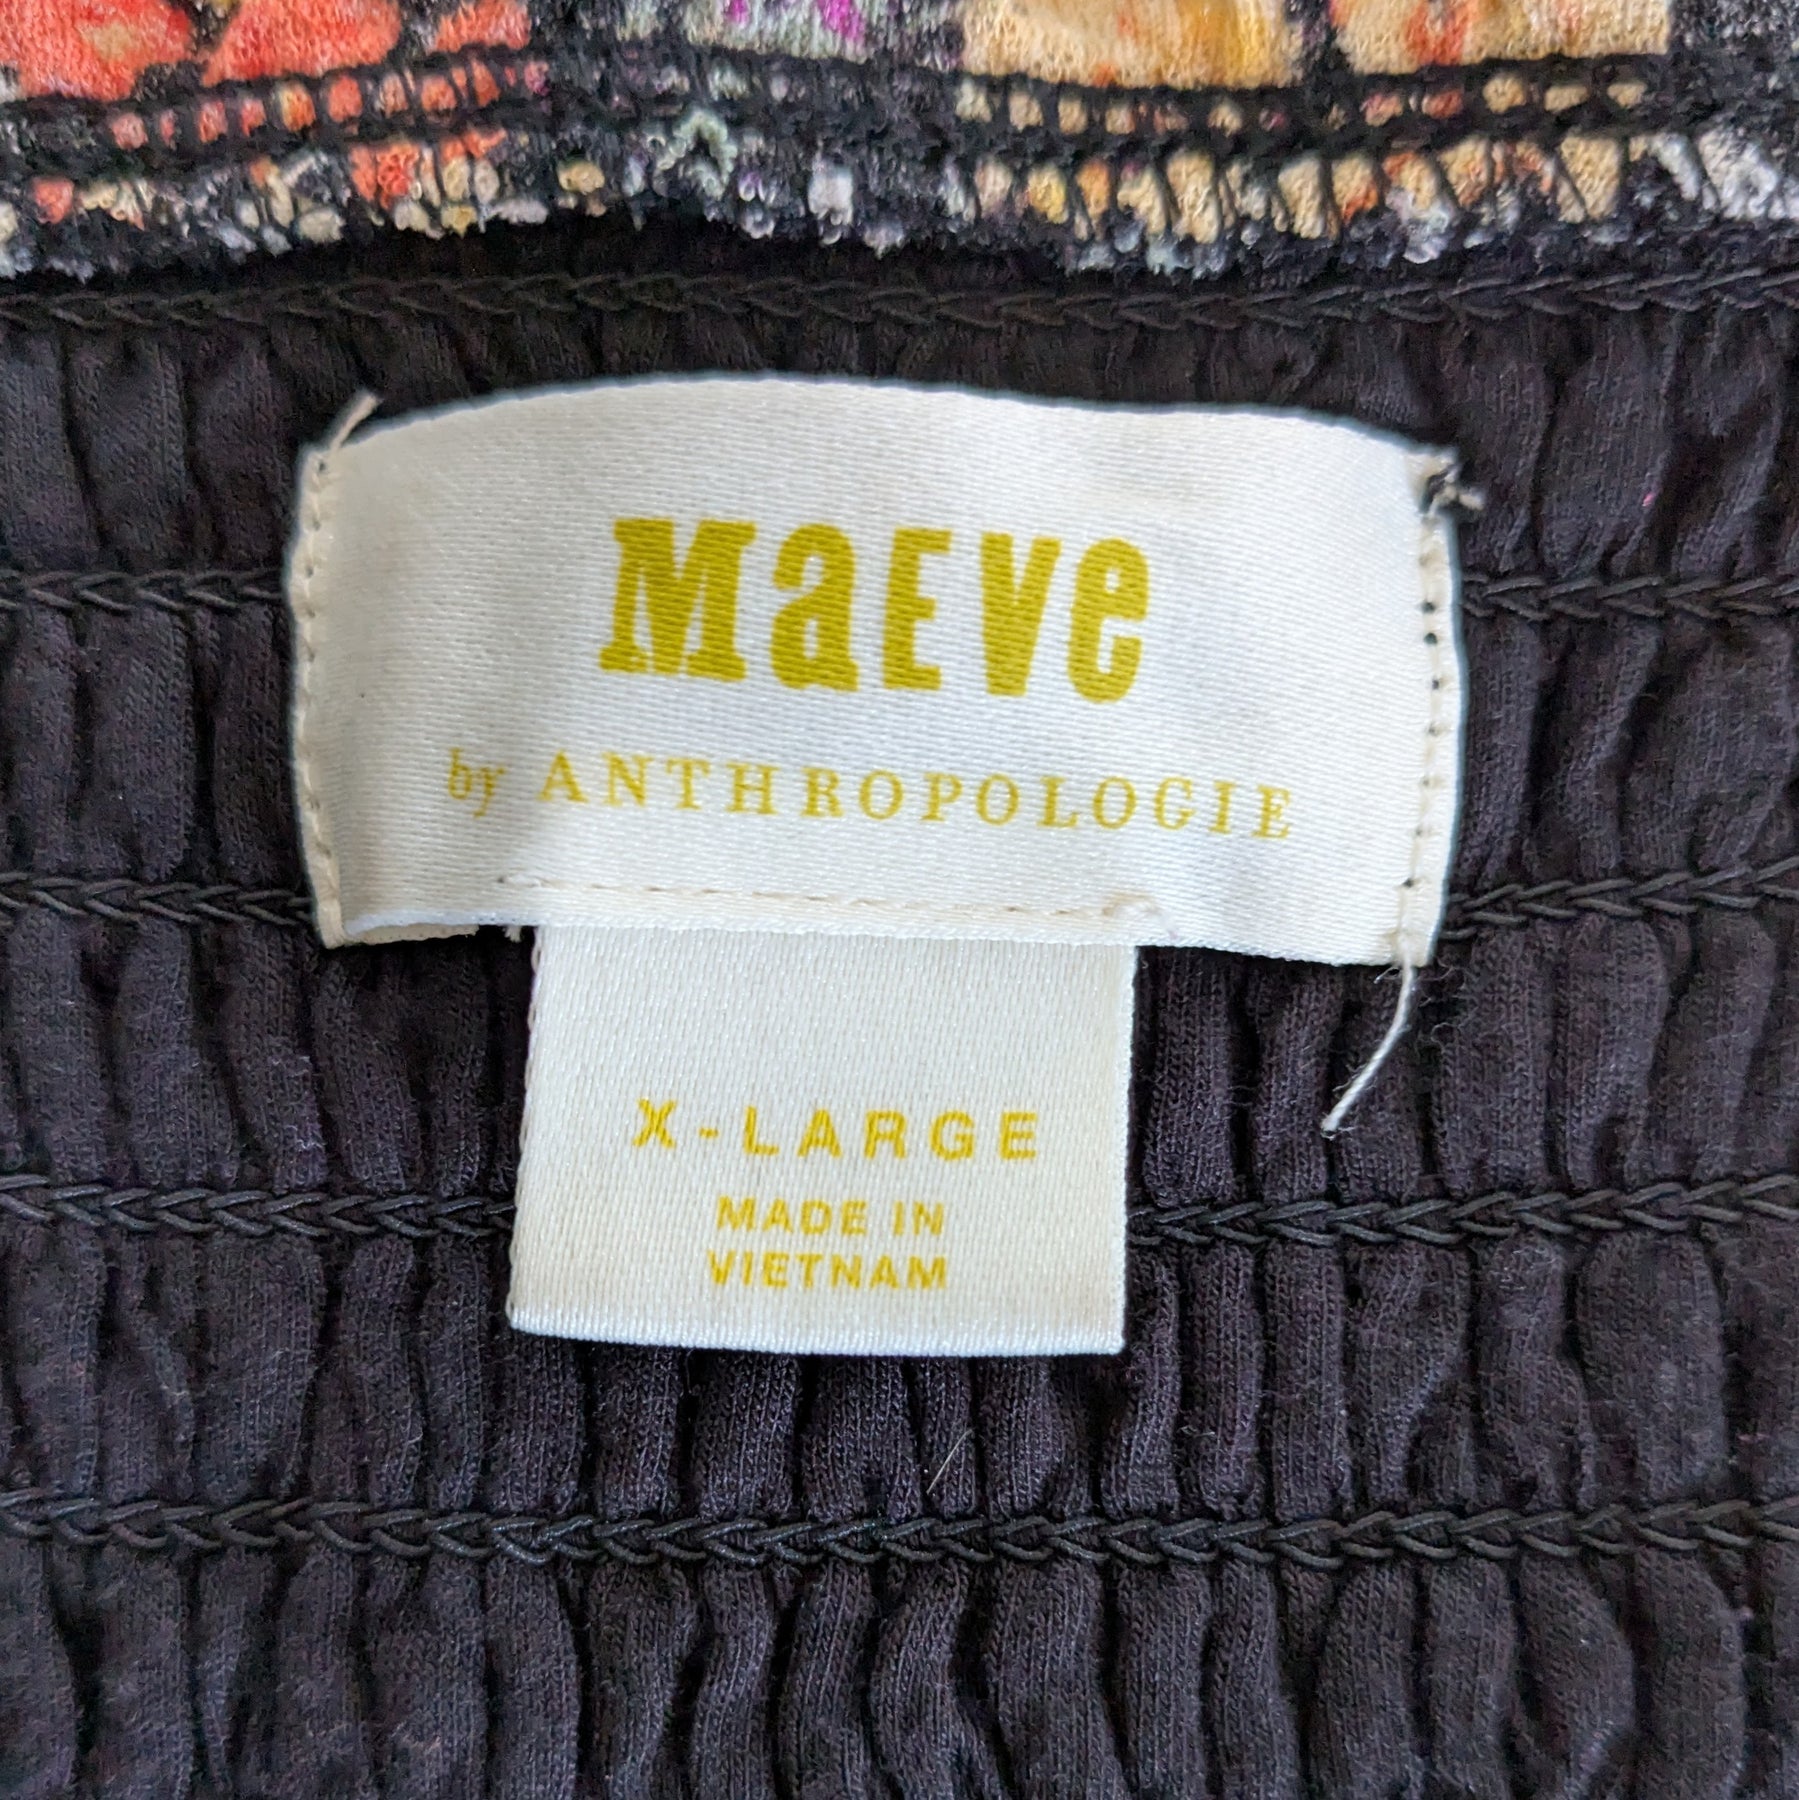 Maeve
by ANTHROPOLOGIE
X-LARGE
MADE IN
VIETNAM